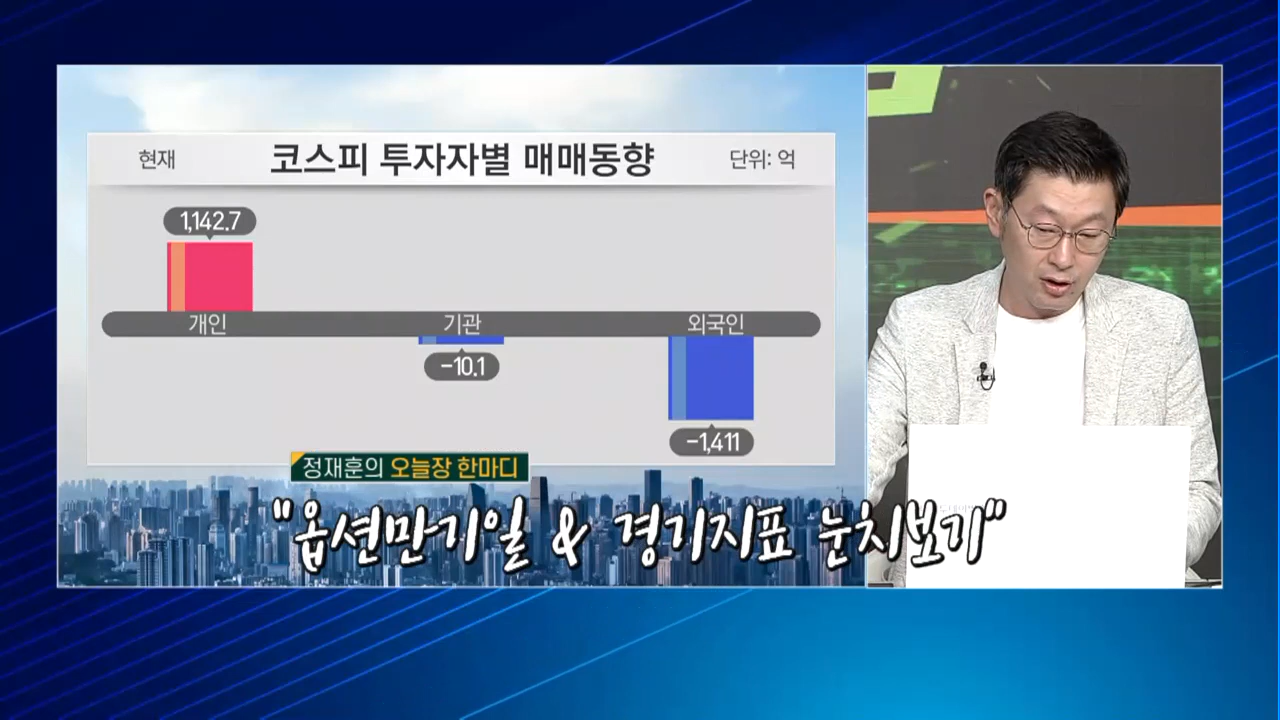 현재
코스피 투자자별 매매동향
단위: 억
1,142.7
개인
기관
외국인
-10.1
-1,411
정재훈의 오늘장 한마디
"옵션만기일 & 경기지표 눈치보기"